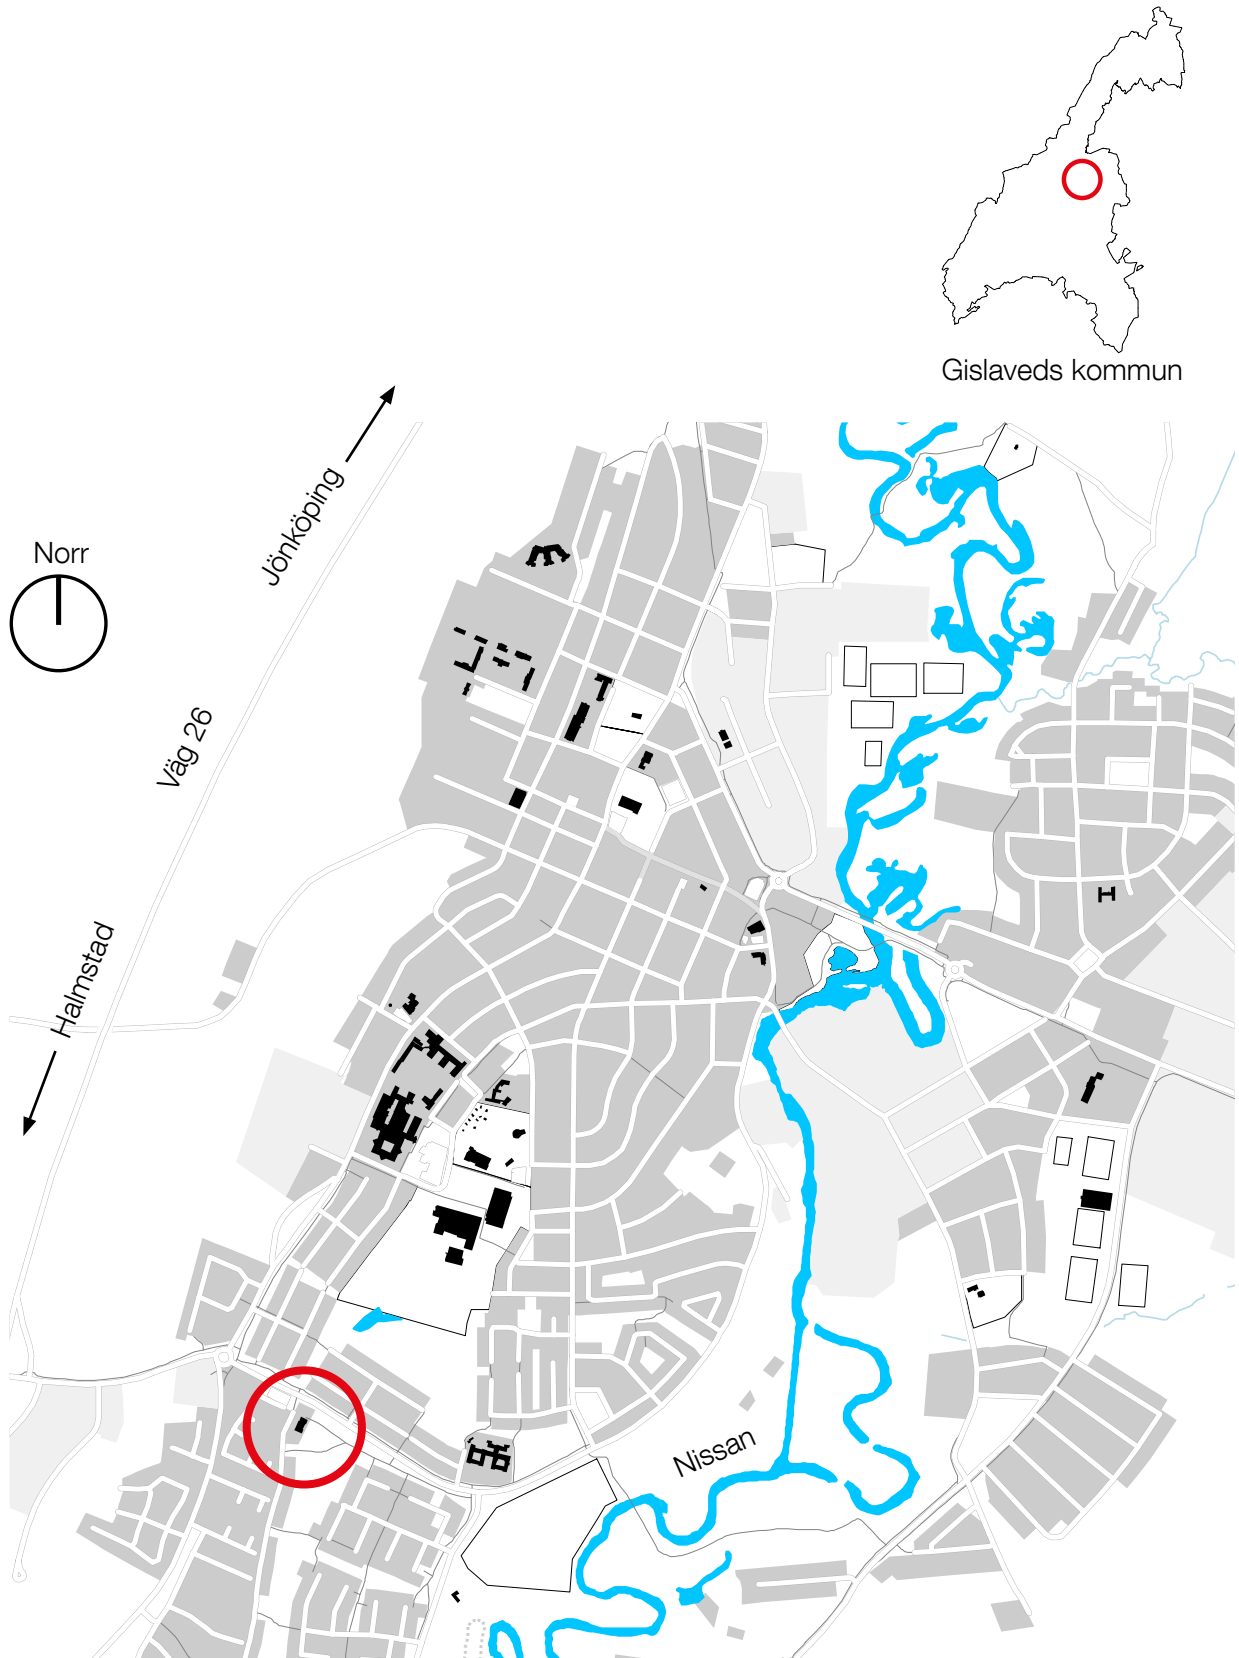 Gislaveds kommun
Jönköping
Norr
Väg 26
Halmstad
Nissan